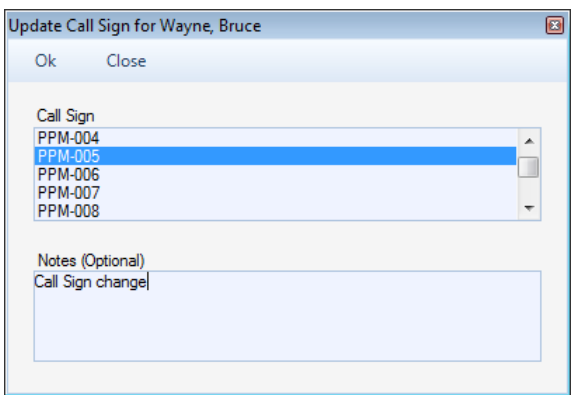 Update Call Sign for Wayne, Bruce
Ok Close
Call Sign
PPM-004
PPM-005
PPM-006
PPM-007
PPM-008
Notes (Optional)
Call Sign change